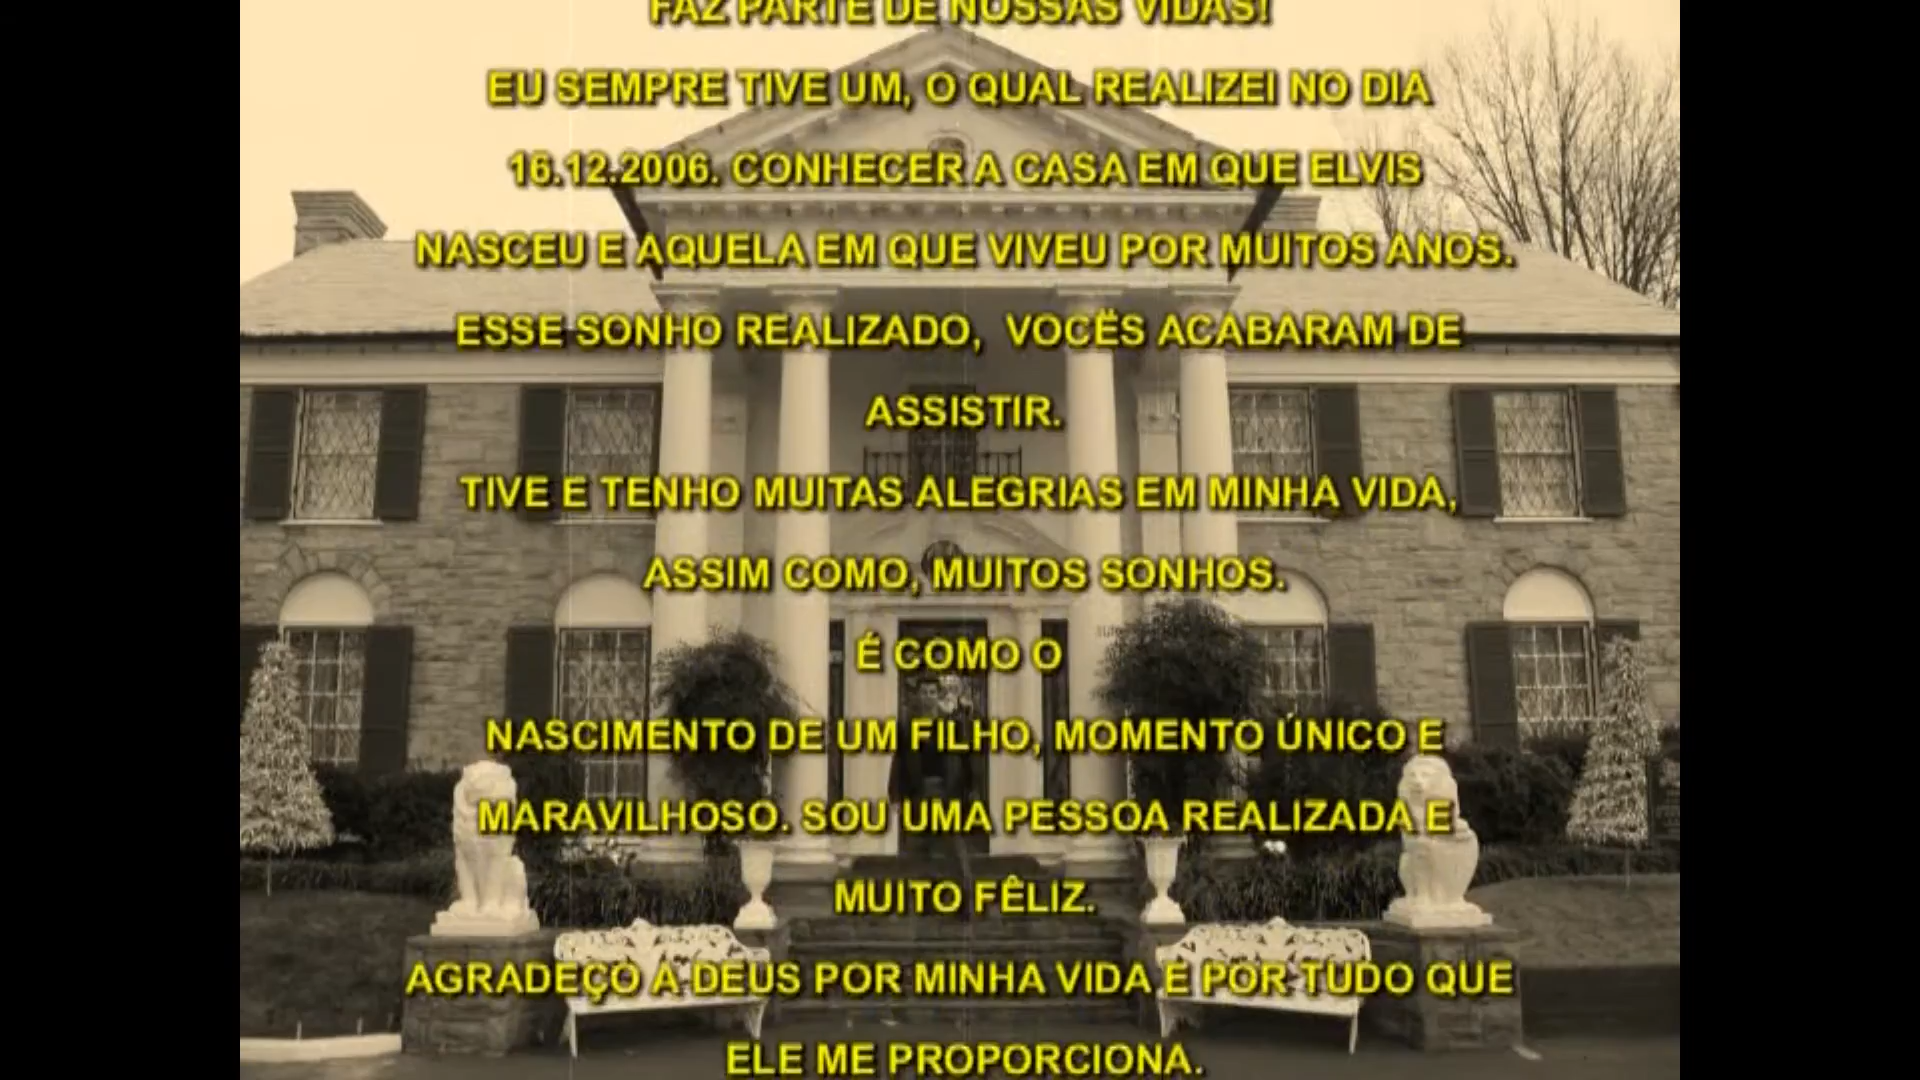 FAZ PARTE DE NOSSAS VIDAS!
EU SEMPRE TIVE UM, O QUAL REALIZEI NO DIA
16.12.2006. CONHECER A CASA EM QUE ELVIS
NASCEU E AQUELA EM QUE VIVEU POR MUITOS ANOS.
ESSE SONHO REALIZADO, VOCÊS ACABARAM DE
ASSISTIR.
TIVE E TENHO MUITAS ALEGRIAS EM MINHA VIDA,
ASSIM COMO, MUITOS SONHOS.
É COMO O
NASCIMENTO DE UM FILHO, MOMENTO ÚNICO E
MARAVILHOSO. SOU UMA PESSOA REALIZADA E
MUITO FÊLIZ.
AGRADEÇO A DEUS POR MINHA VIDA E POR TUDO QUE
ELE ME PROPORCIONA.